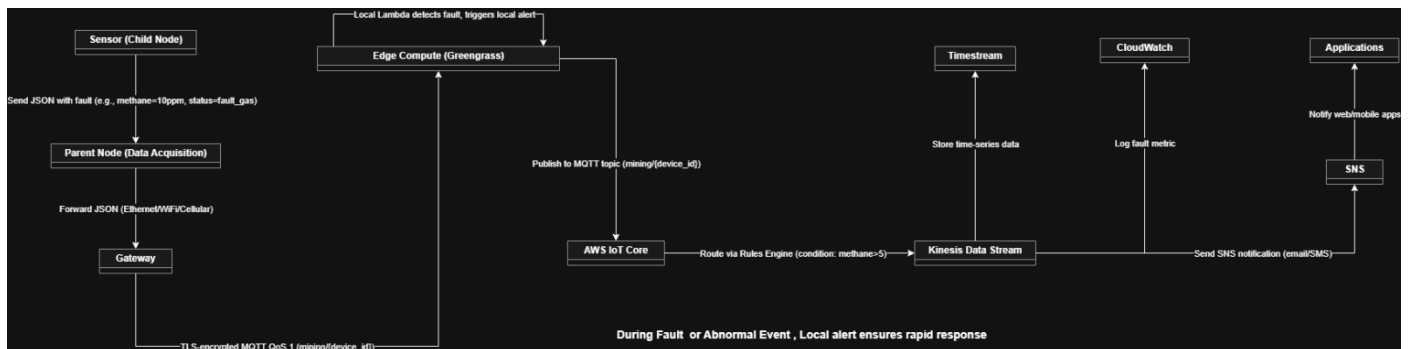 Local Lambda detects fault, triggers local alert
Sensor (Child Node)
Edge Compute (Greengrass)
Timestream
CloudWatch
Applications
Send JSON with fault (e.g., methane=10ppm, status=fault_gas)
Notify web/mobile apps
Parent Node (Data Acquisition)
Store time-series data
Log fault metric
Publish to MQTT topic (mining/{device_id})
SNS
Forward JSON (Ethernet/WiFi/Cellular)
Gateway
AWS IoT Core
Route via Rules Engine (condition: methane>5)
Kinesis Data Stream
Send SNS notification (email/SMS)
During Fault or Abnormal Event , Local alert ensures rapid response
TLS-encrypted MQTT QoS 1 (mining/{device_id})